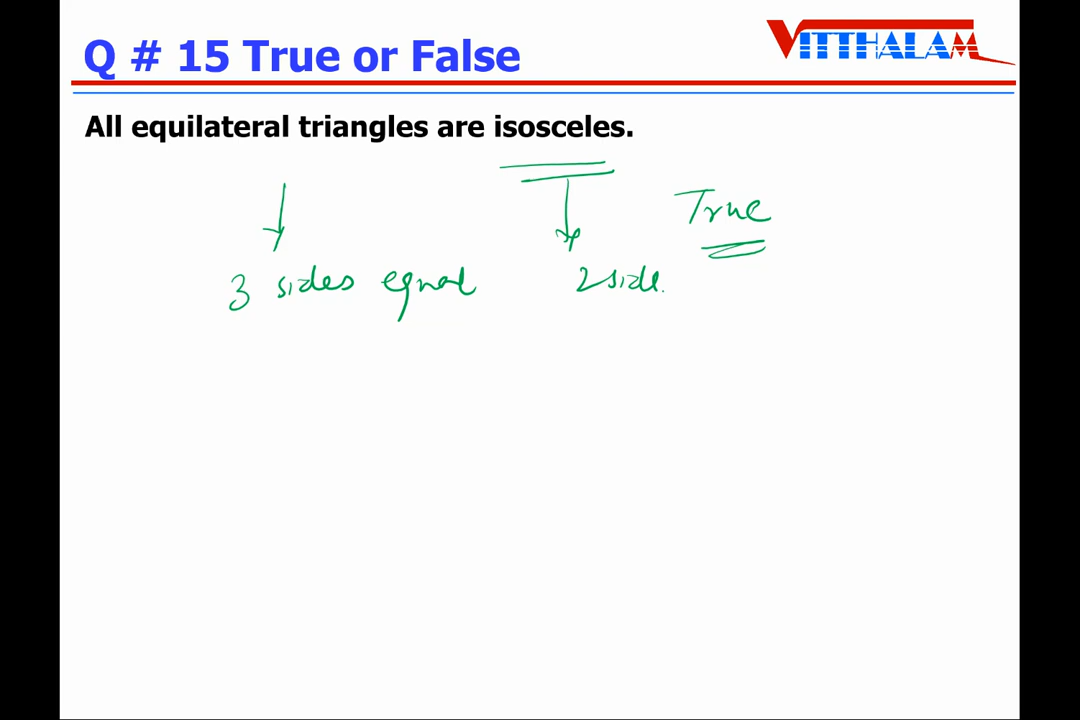 Q # 15 True or False
VITTHALAM
All equilateral triangles are isosceles.
True
3 sides equal 2 side.